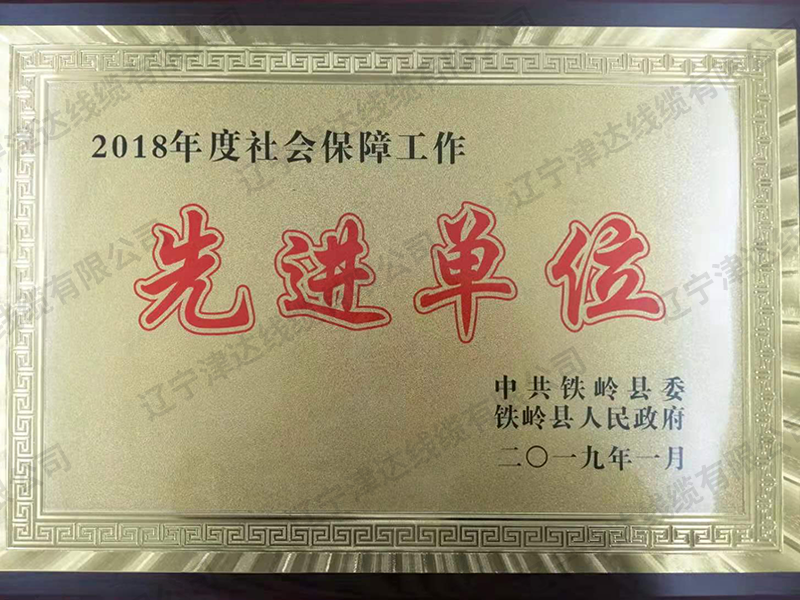 2018年度社会保障工作
先进单位
中共铁岭县委
铁岭县人民政府
二〇一九年一月
辽宁津达线缆有限公司